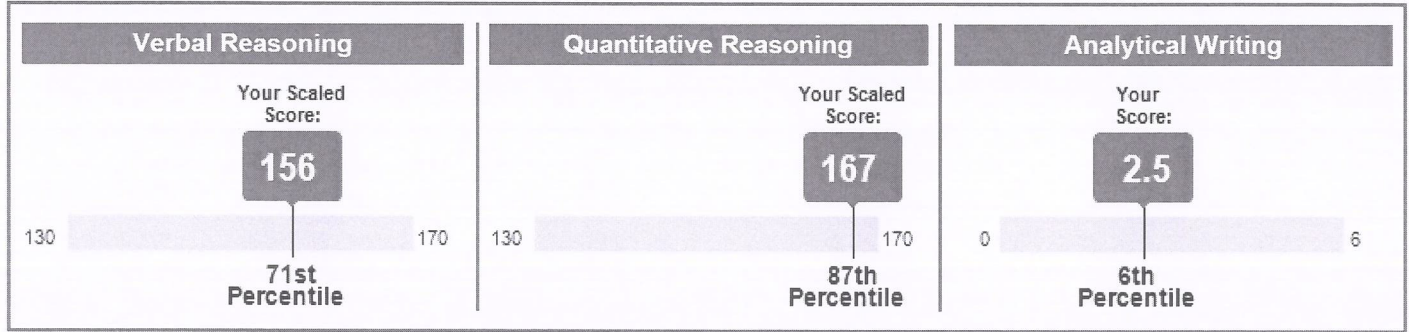 Verbal Reasoning
Your Scaled
Score:
156
130
170
71st
Percentile
Quantitative Reasoning
Your Scaled
Score:
167
130
170
87th
Percentile
Analytical Writing
Your
Score:
2.5
0
6
6th
Percentile